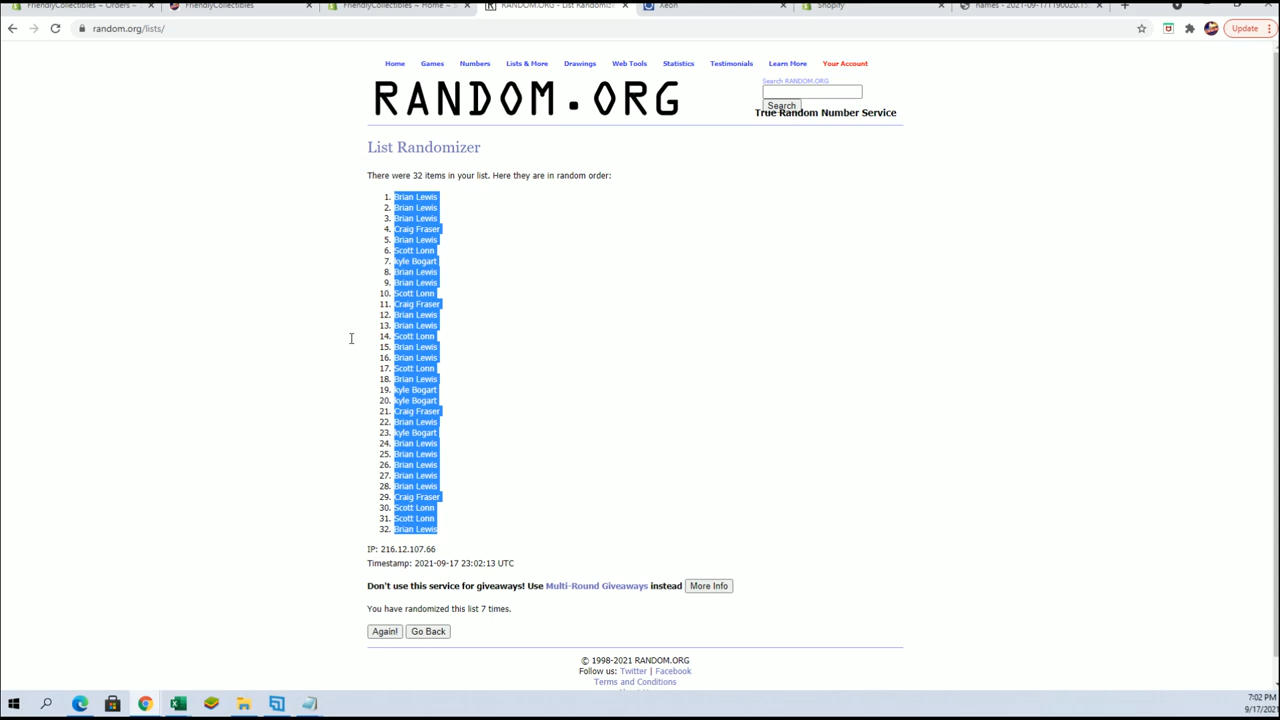 FriendlyCollectibles ~ Orders ~
FriendlyCollectibles
FriendlyCollectibles ~ Home ~
RANDOM.ORG - List Randomize
Xeon
Shopify
names - 2021-09-17T190020.15
random.org/lists/
Update
Home Games Numbers Lists & More Drawings Web Tools Statistics Testimonials Learn More Your Account
RANDOM.ORG
Search RANDOM.ORG
Search
True Random Number Service
List Randomizer
There were 32 items in your list. Here they are in random order:
1. Brian Lewis
2. Brian Lewis
3. Brian Lewis
4. Craig Fraser
5. Brian Lewis
6. Scott Lonn
7. kyle Bogart
8. Brian Lewis
9. Brian Lewis
10. Scott Lonn
11. Craig Fraser
12. Brian Lewis
13. Brian Lewis
14. Scott Lonn
15. Brian Lewis
16. Brian Lewis
17. Scott Lonn
18. Brian Lewis
19. kyle Bogart
20. kyle Bogart
21. Craig Fraser
22. Brian Lewis
23. kyle Bogart
24. Brian Lewis
25. Brian Lewis
26. Brian Lewis
27. Brian Lewis
28. Brian Lewis
29. Craig Fraser
30. Scott Lonn
31. Scott Lonn
32. Brian Lewis
IP: 216.12.107.66
Timestamp: 2021-09-17 23:02:13 UTC
Don't use this service for giveaways! Use Multi-Round Giveaways instead More Info
You have randomized this list 7 times.
Again! Go Back
© 1998-2021 RANDOM.ORG
Follow us: Twitter | Facebook
Terms and Conditions
7:02 PM
9/17/2021